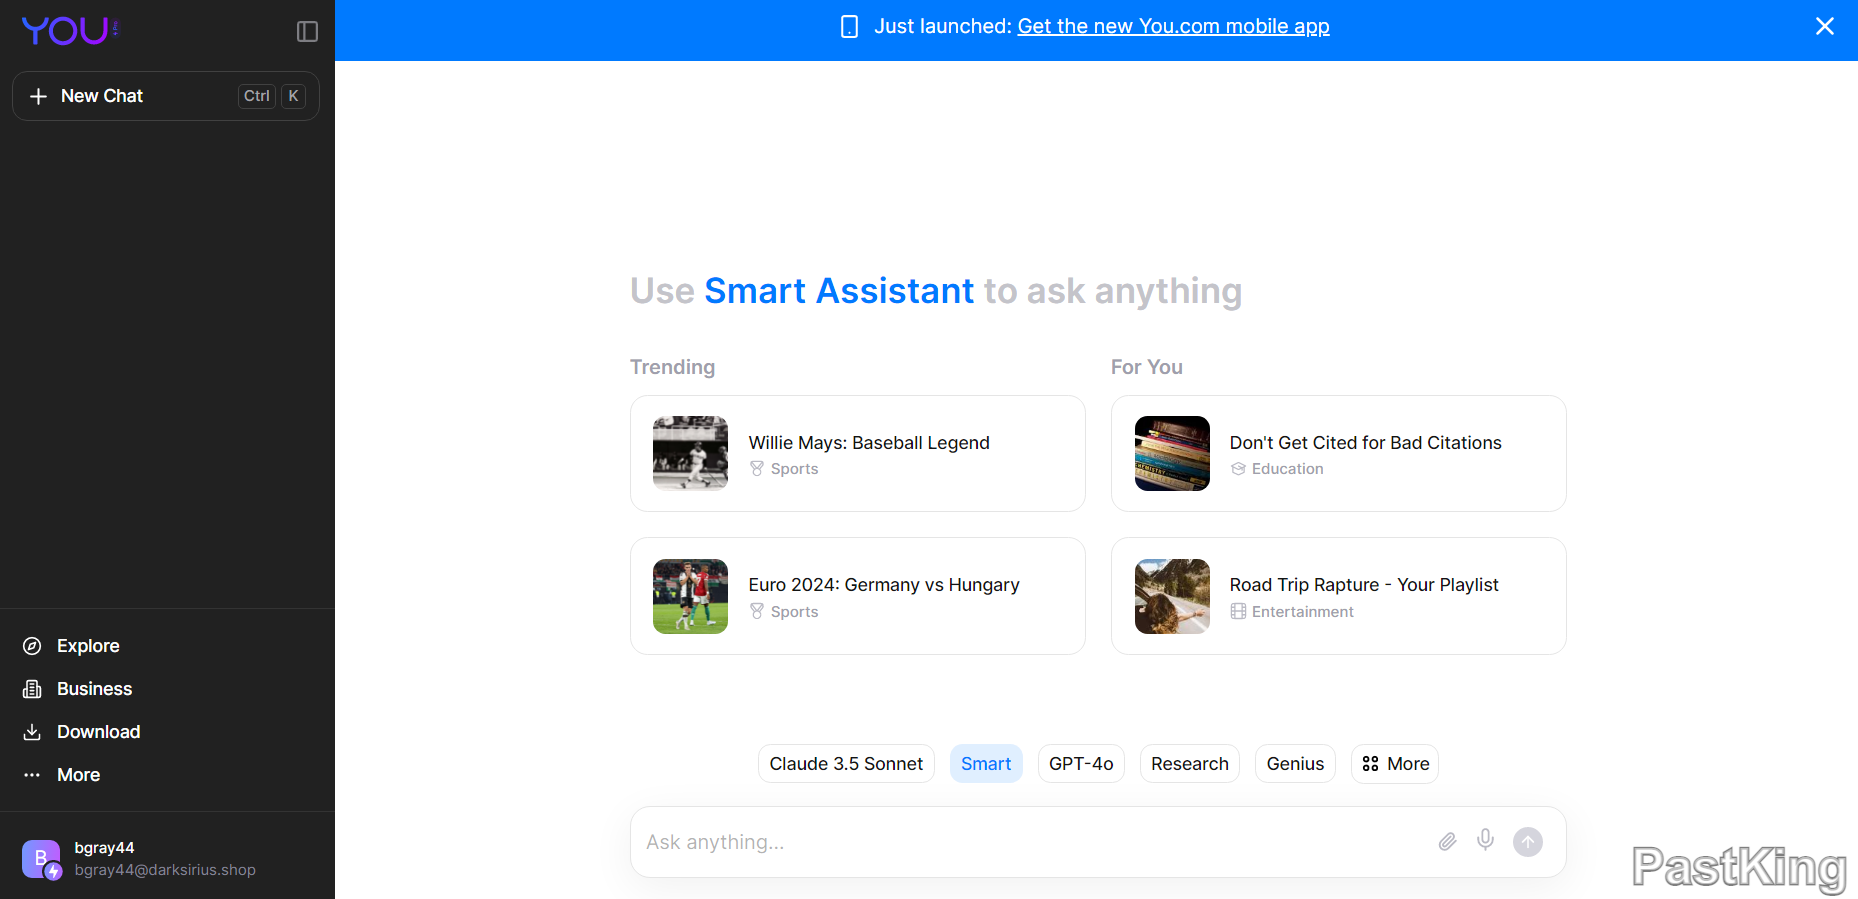 YOU
New Chat
Ctrl K
Explore
Business
Download
More
B
bgray44
bgray44@darksirius.shop
Just launched: Get the new You.com mobile app
Use Smart Assistant to ask anything
Trending
Willie Mays: Baseball Legend
Sports
Euro 2024: Germany vs Hungary
Sports
For You
Don't Get Cited for Bad Citations
Education
Road Trip Rapture - Your Playlist
Entertainment
Claude 3.5 Sonnet
Smart
GPT-4o
Research
Genius
More
Ask anything...
PastKing